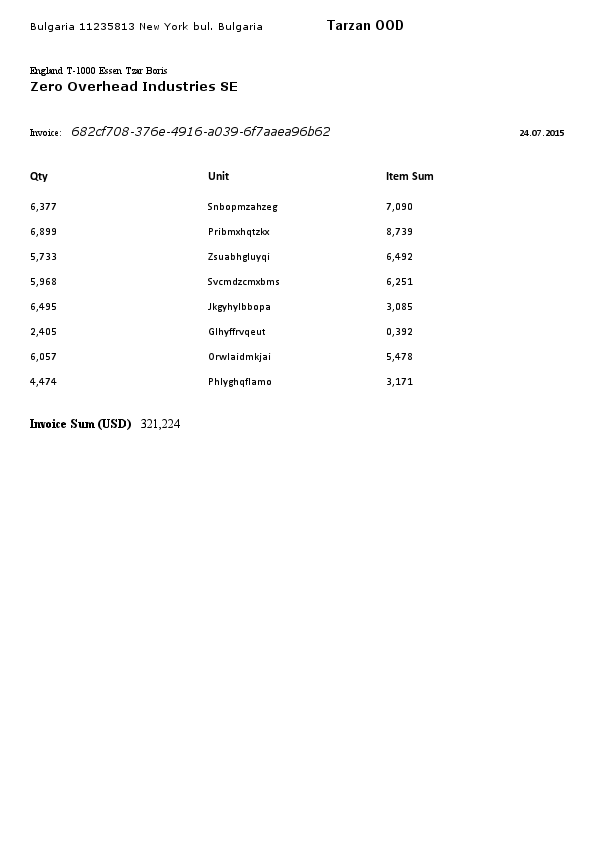 Bulgaria 11235813 New York bul. Bulgaria Tarzan OOD
England T-1000 Essen Tzar Boris
Zero Overhead Industries SE
Invoice: 682cf708-376e-4916-a039-6f7aaea96b62 24.07.2015
Qty Unit Item Sum
6,377 Snbopmzahzeg 7,090
6,899 Pribmxhqtzkx 8,739
5,733 Zsuabhgluyqi 6,492
5,968 Svcmdzcmxbms 6,251
6,495 Jkgyhylbbopa 3,085
2,405 Glhyffrvqeut 0,392
6,057 Orwlaidmkjai 5,478
4,474 Phlyghqflamo 3,171
Invoice Sum (USD) 321,224